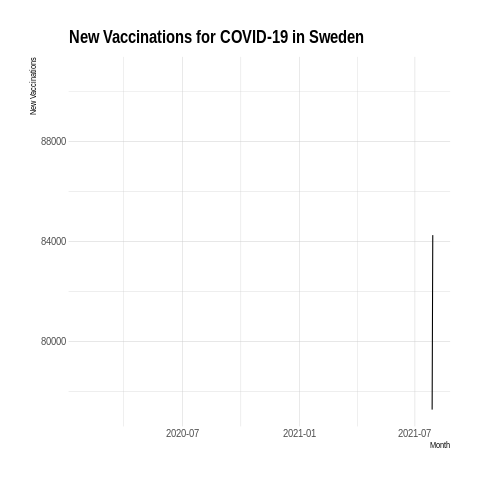 New Vaccinations for COVID-19 in Sweden
New Vaccinations
88000
84000
80000
2020-07 2021-01 2021-07
Month